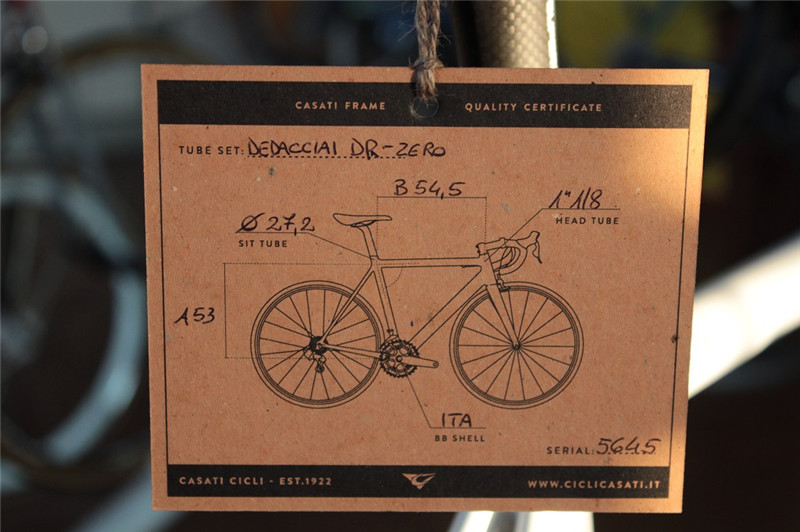 CASATI FRAME QUALITY CERTIFICATE
TUBE SET: DEDACCIAI DR-ZERO
B 54,5
1"1/8
HEAD TUBE
Ø 27,2
SIT TUBE
A 53
ITA
BB SHELL
SERIAL: 5645
CASATI CICLI - EST.1922 WWW.CICLICASATI.IT